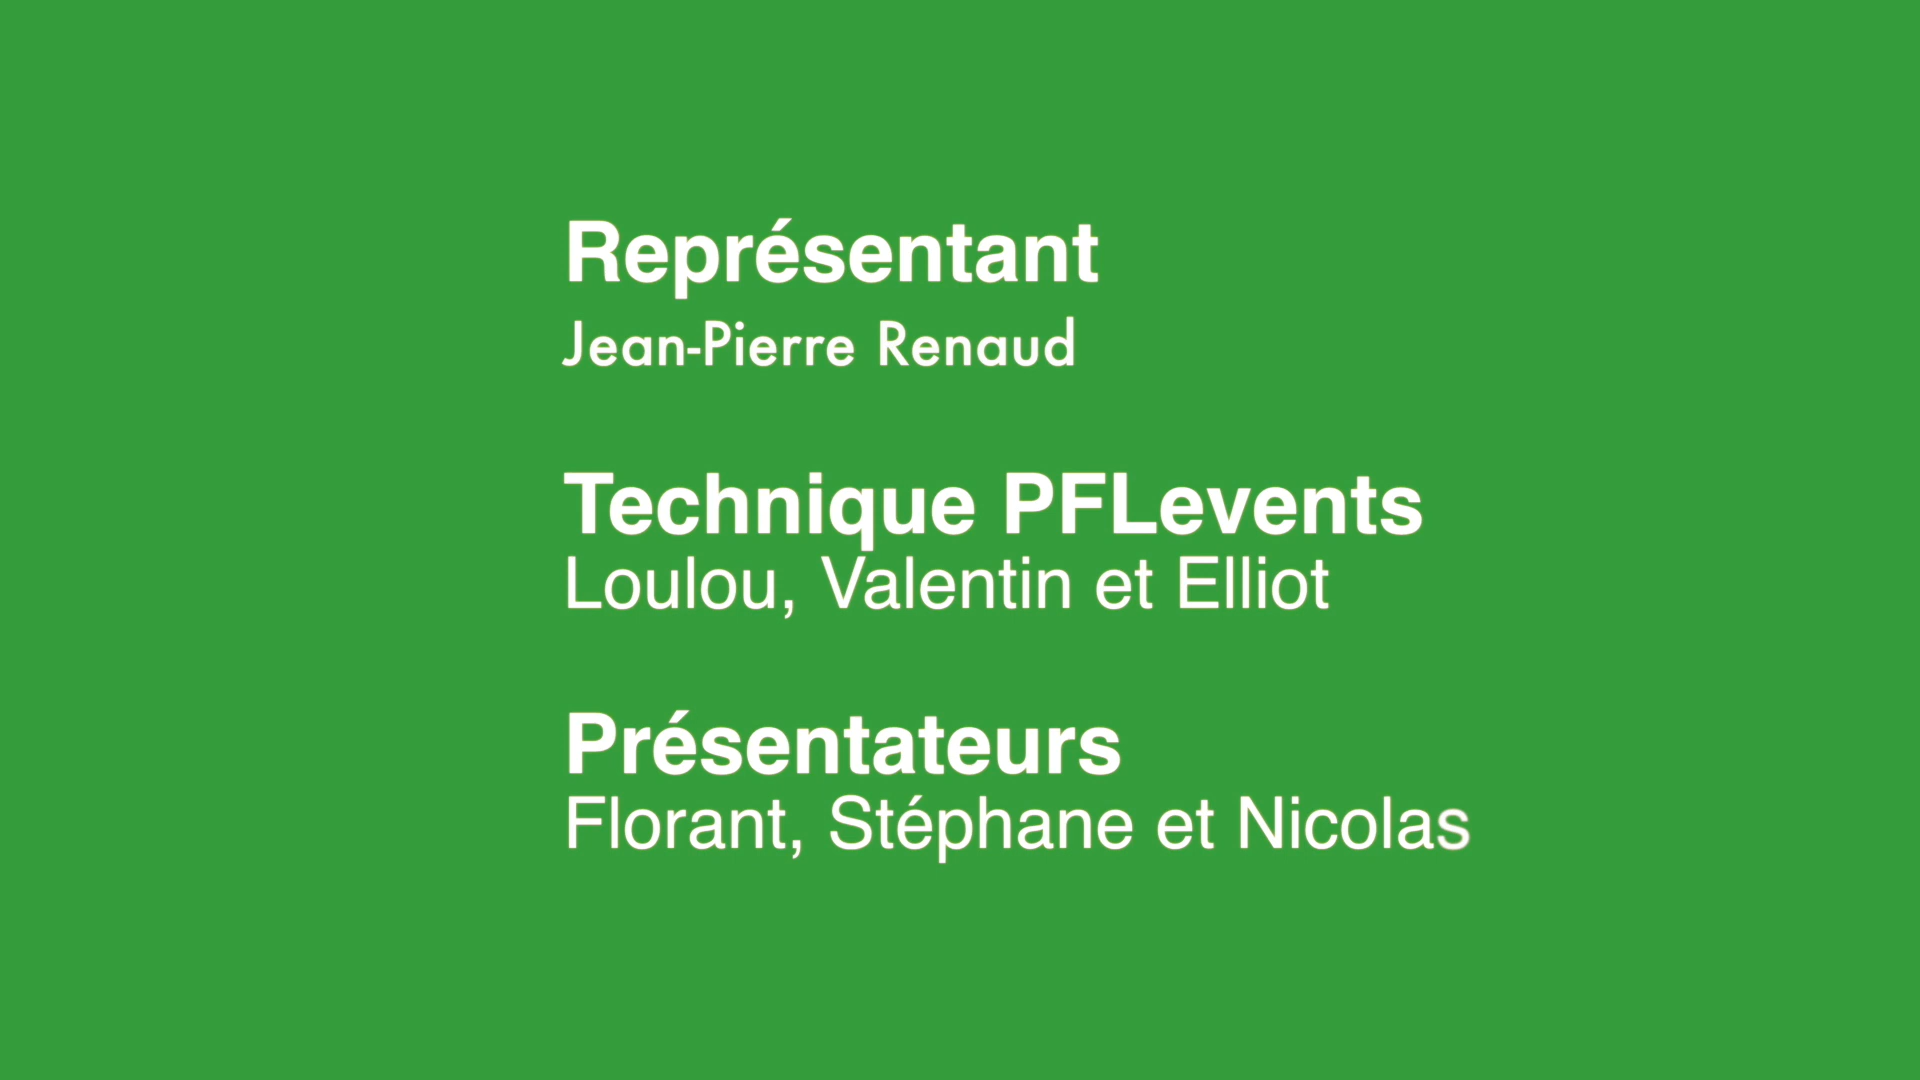 Représentant
Jean-Pierre Renaud
Technique PFLevents
Loulou, Valentin et Elliot
Présentateurs
Florant, Stéphane et Nicolas